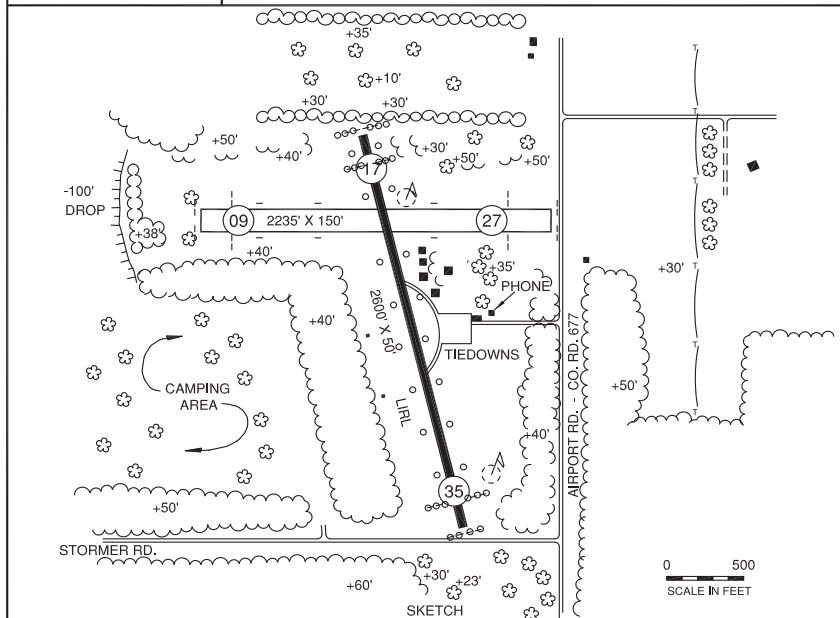 +35'
+10'
+30' +30'
+50'
+40'
+30'
+50' +50'
17
-100'
DROP
+38'
09 2235' X 150' 27
+40'
+35'
+30'
PHONE
2600' X 50'
+40'
TIEDOWNS
CAMPING
AREA
LIRL
AIRPORT RD. - CO. RD. 677
+50'
+40'
35
+50'
STORMER RD.
+30'
+23'
+60'
SKETCH
0 500
SCALE IN FEET
T
T
T
T
T
T